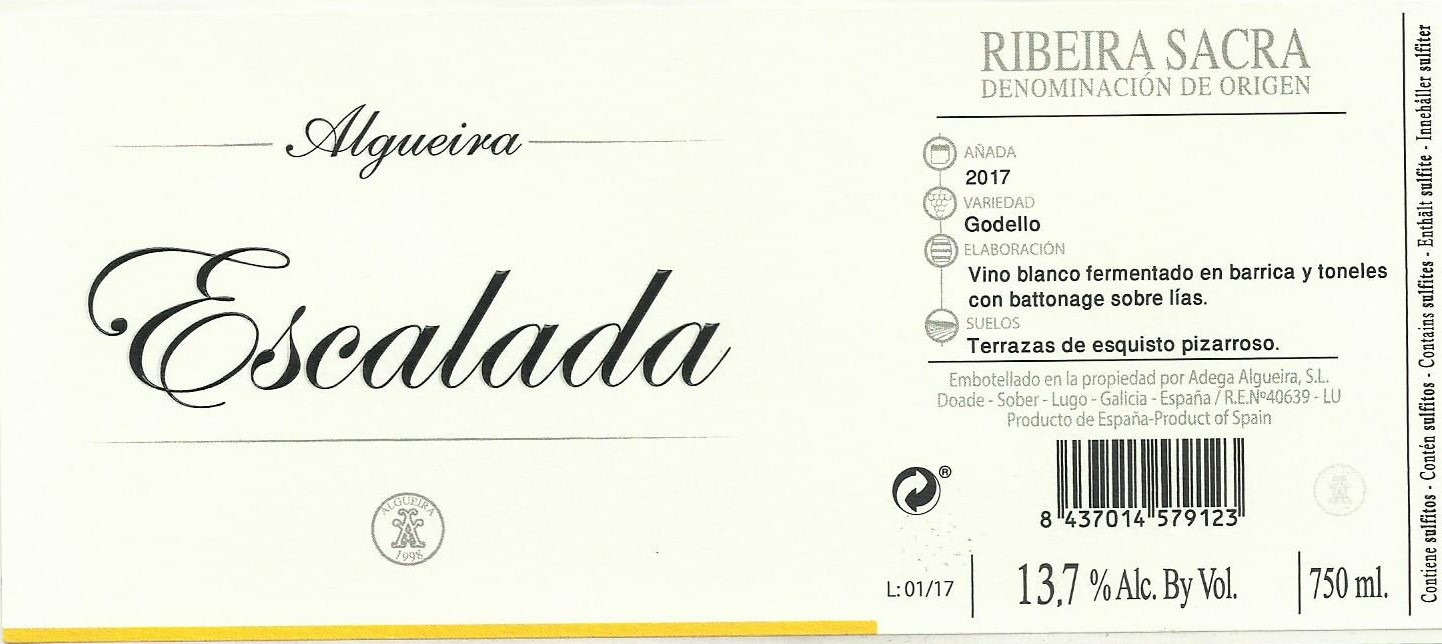 Algueira
Escalada
ALGUEIRA
1998
RIBEIRA SACRA
DENOMINACIÓN DE ORIGEN
AÑADA
2017
VARIEDAD
Godello
ELABORACIÓN
Vino blanco fermentado en barrica y toneles
con battonage sobre lías.
SUELOS
Terrazas de esquisto pizarroso.
Embotellado en la propiedad por Adega Algueira, S.L.
Doade - Sober - Lugo - Galicia - España / R.E.Nº40639 - LU
Producto de España-Product of Spain
®
8 437014 579123
L: 01/17
13,7 % Alc. By Vol.
750 ml.
Contiene sulfitos - Contén sulfitos - Contains sulfites - Enthält sulfite - Innehåller sulfiter